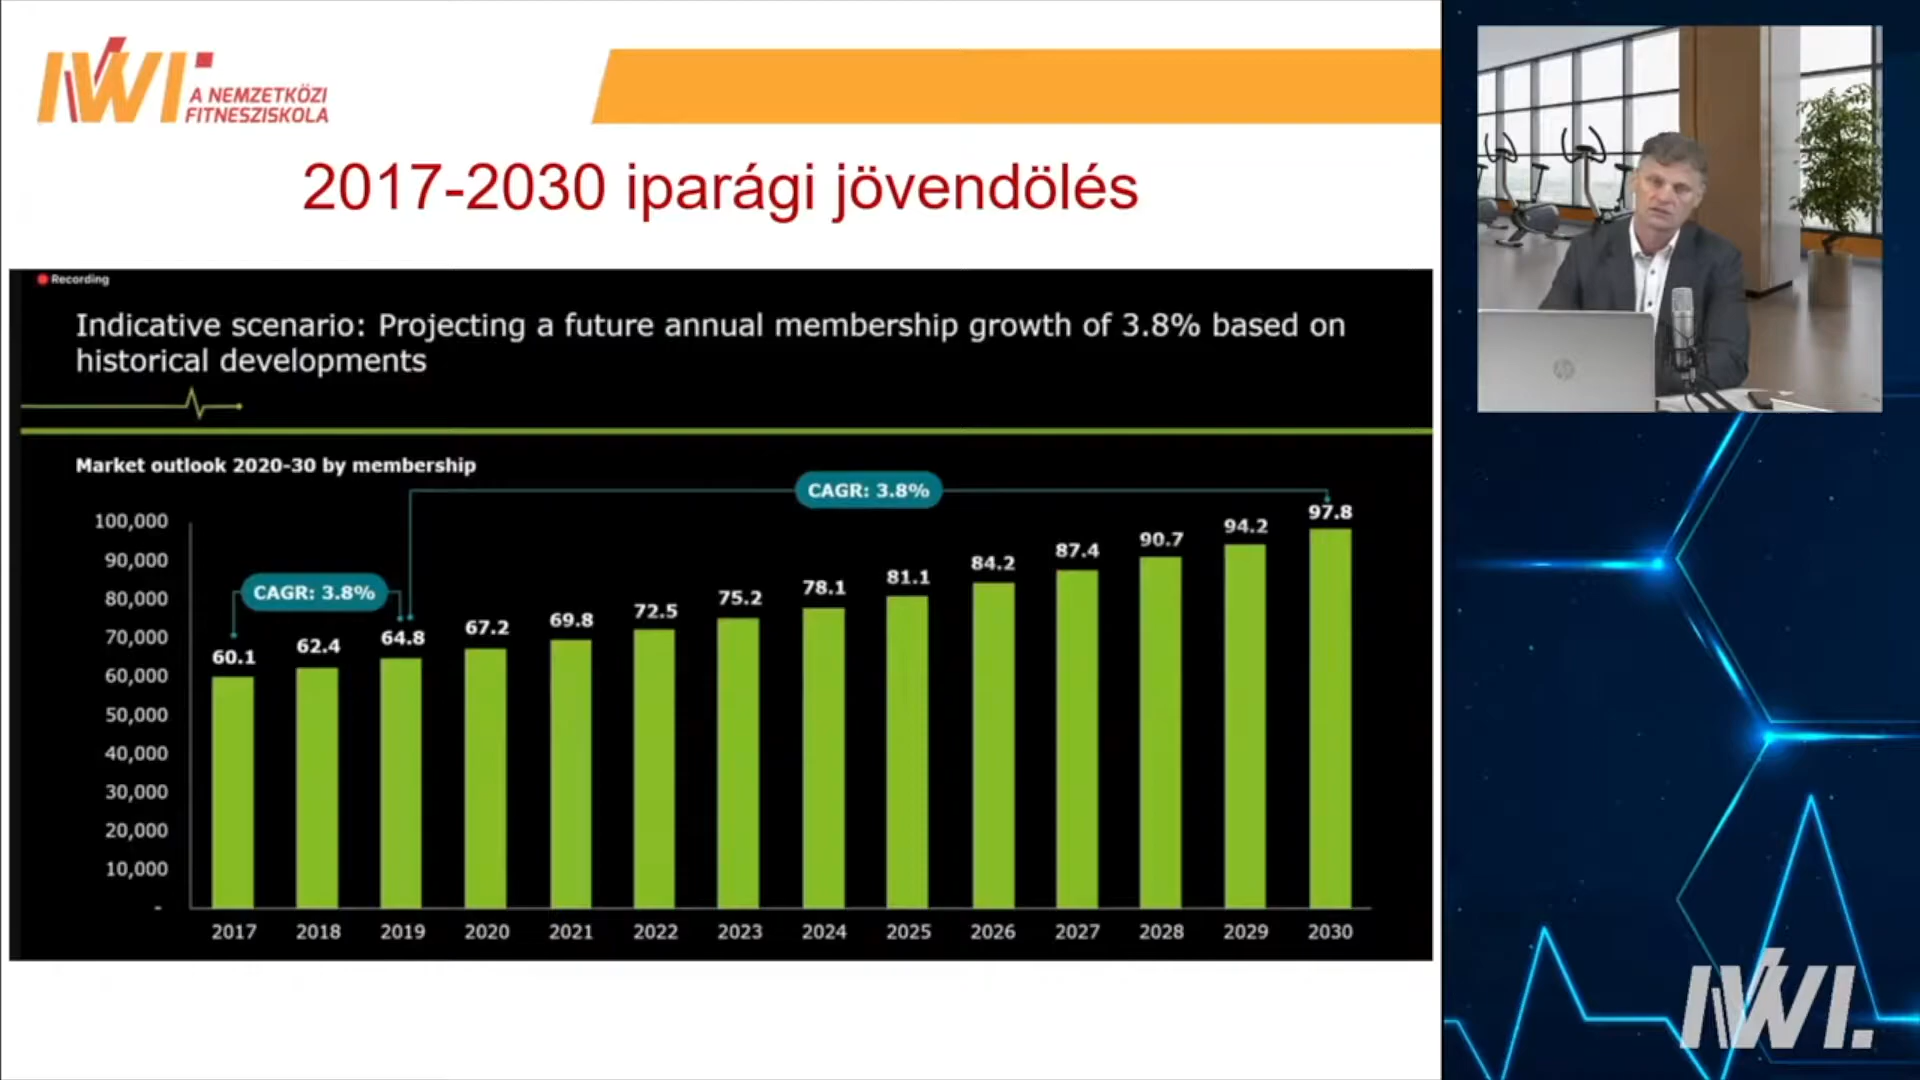 IWI.
A NEMZETKÖZI
FITNESZISKOLA
2017-2030 iparági jövendölés
Recording
Indicative scenario: Projecting a future annual membership growth of 3.8% based on
historical developments
Market outlook 2020-30 by membership
CAGR: 3.8%
CAGR: 3.8%
100,000
90,000
80,000
70,000
60,000
50,000
40,000
30,000
20,000
10,000
-
60.1
62.4
64.8
67.2
69.8
72.5
75.2
78.1
81.1
84.2
87.4
90.7
94.2
97.8
2017 2018 2019 2020 2021 2022 2023 2024 2025 2026 2027 2028 2029 2030
hp
IWI.